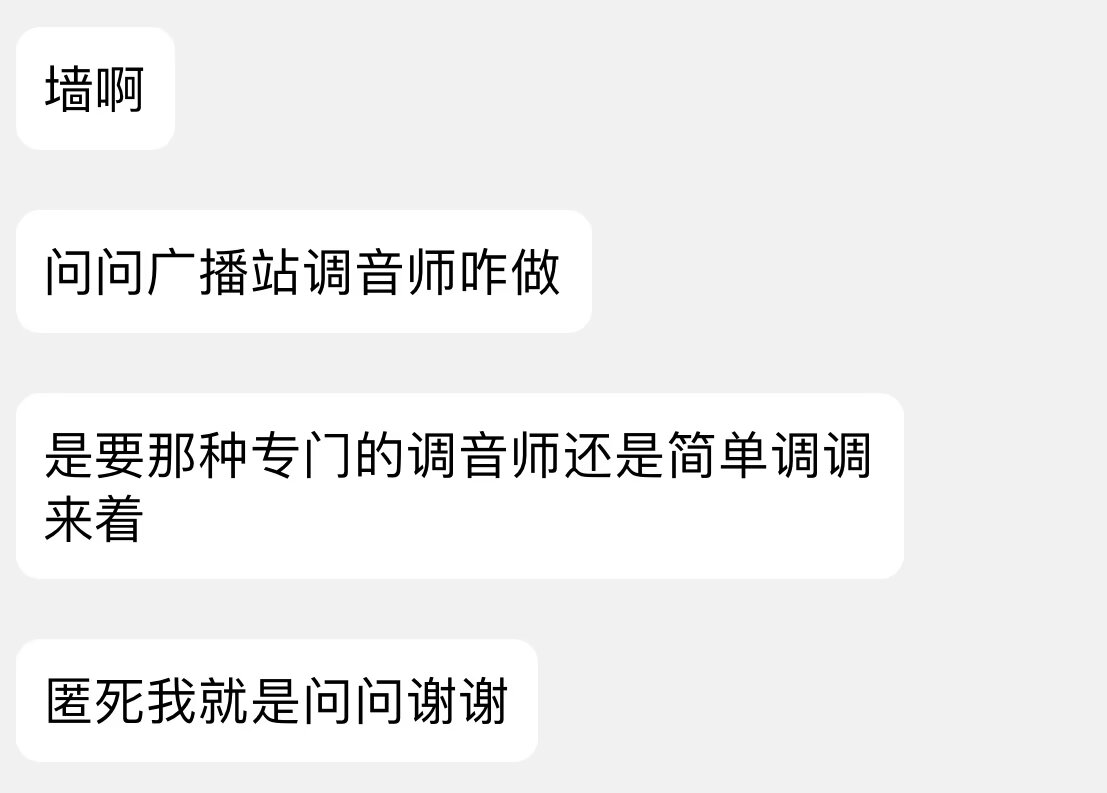 墙啊
问问广播站调音师咋做
是要那种专门的调音师还是简单调调
来着
匿死我就是问问谢谢